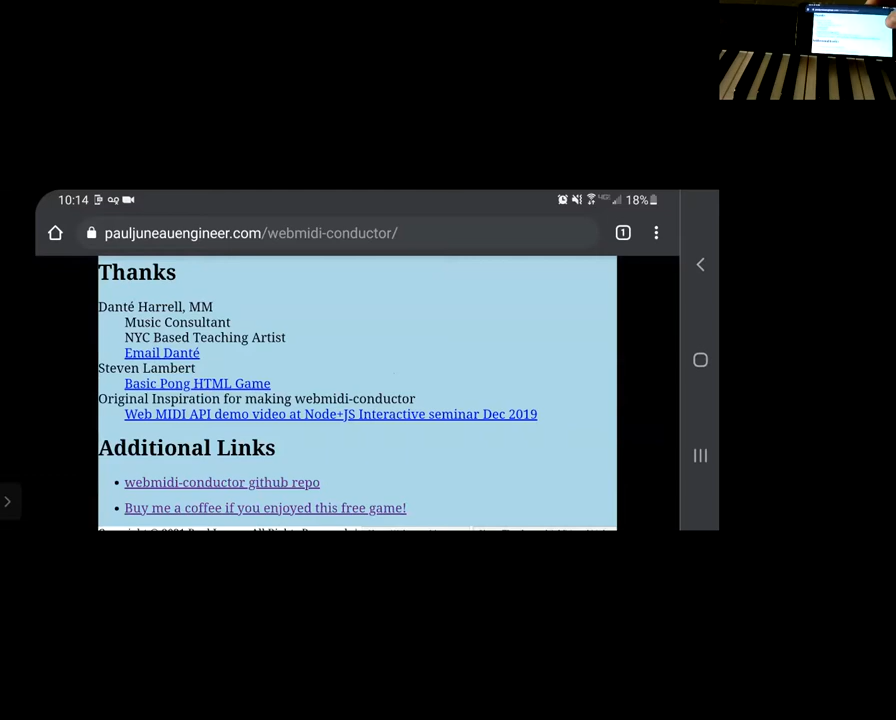 10:14
18%
pauljuneauengineer.com/webmidi-conductor/
1
Thanks
Danté Harrell, MM
Music Consultant
NYC Based Teaching Artist
Email Danté
Steven Lambert
Basic Pong HTML Game
Original Inspiration for making webmidi-conductor
Web MIDI API demo video at Node+JS Interactive seminar Dec 2019
Additional Links
• webmidi-conductor github repo
• Buy me a coffee if you enjoyed this free game!